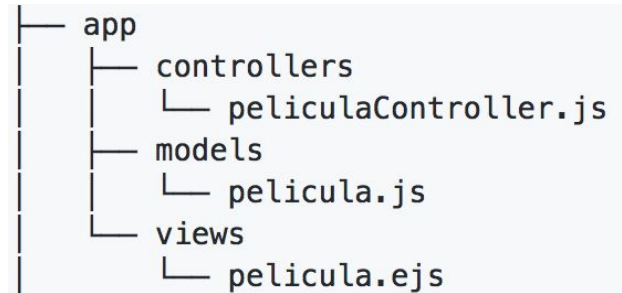 ├── app
│   ├── controllers
│   │   └── peliculaController.js
│   ├── models
│   │   └── pelicula.js
│   └── views
│       └── pelicula.ejs